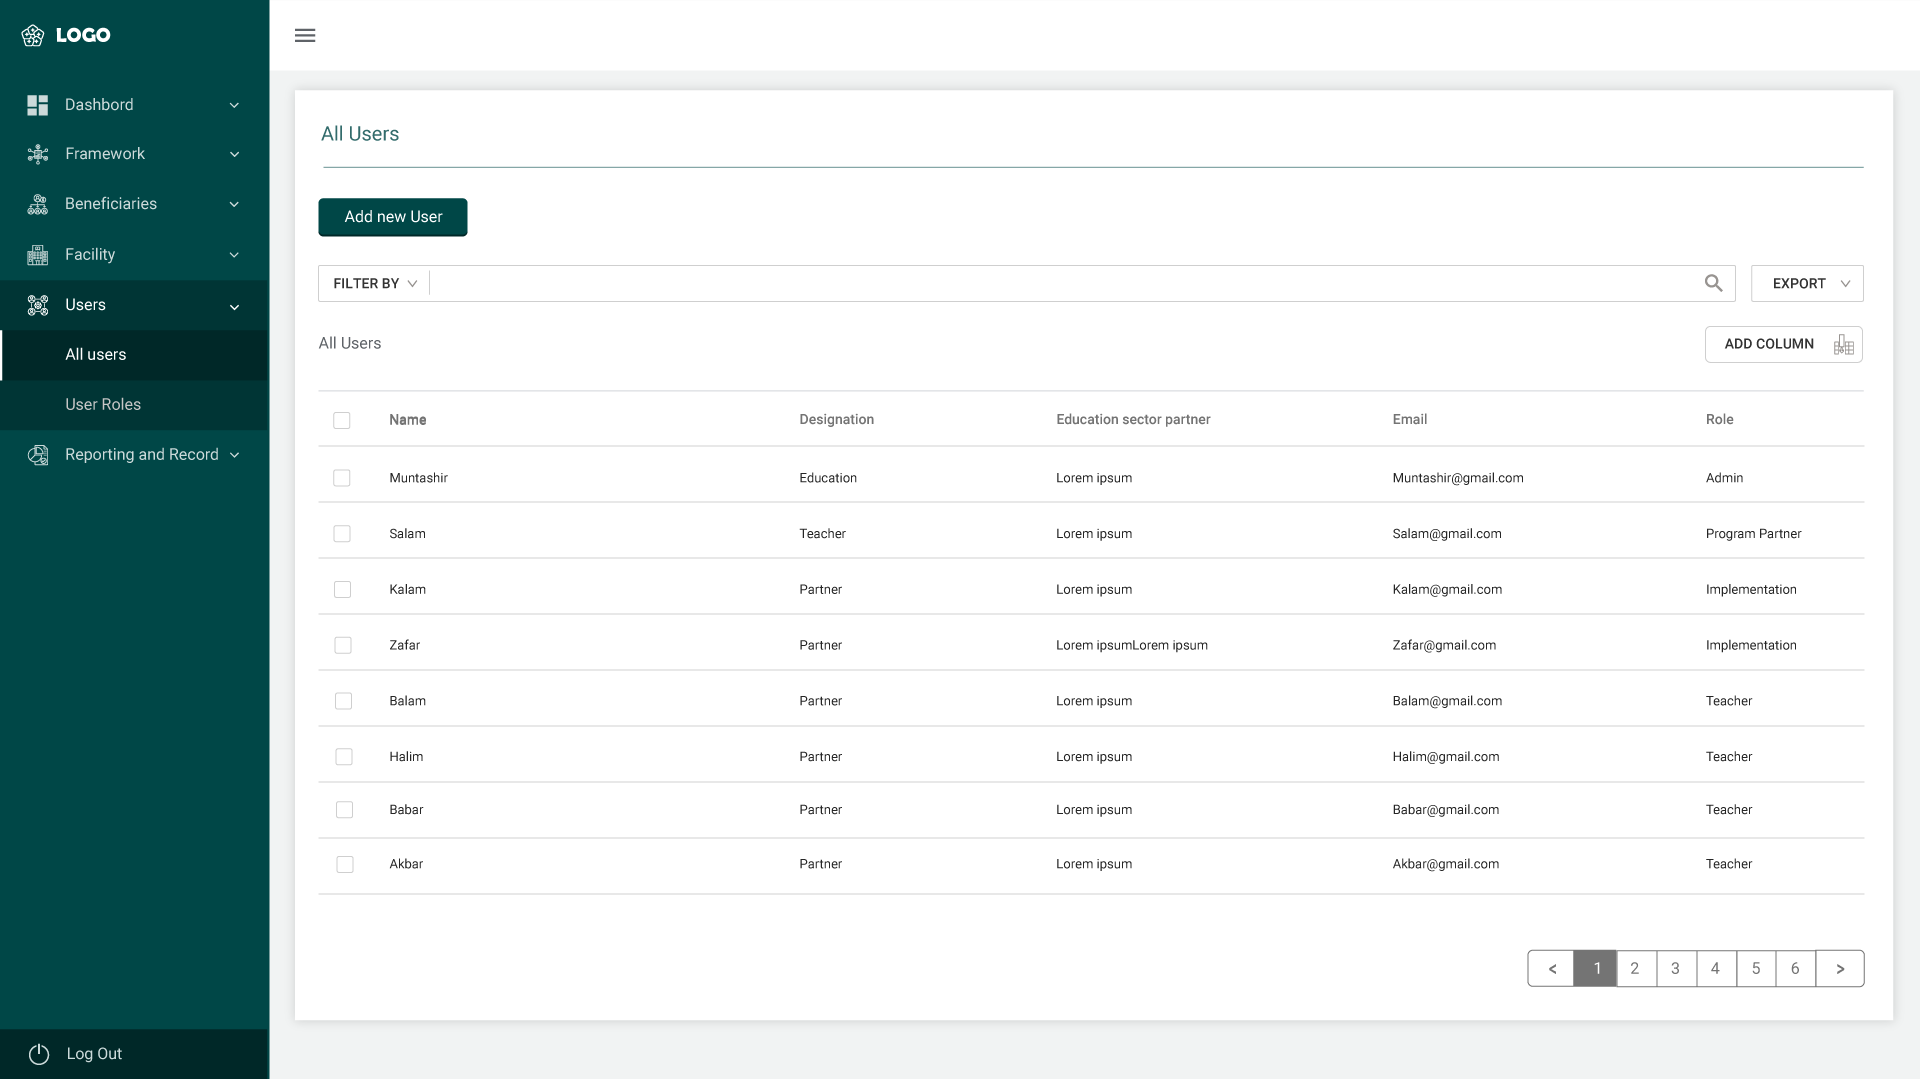 LOGO
Dashbord
Framework
Beneficiaries
Facility
Users
All users
User Roles
Reporting and Record
Log Out
All Users
Add new User
FILTER BY
EXPORT
All Users
ADD COLUMN
Name Designation Education sector partner Email Role
Muntashir Education Lorem ipsum Muntashir@gmail.com Admin
Salam Teacher Lorem ipsum Salam@gmail.com Program Partner
Kalam Partner Lorem ipsum Kalam@gmail.com Implementation
Zafar Partner Lorem ipsumLorem ipsum Zafar@gmail.com Implementation
Balam Partner Lorem ipsum Balam@gmail.com Teacher
Halim Partner Lorem ipsum Halim@gmail.com Teacher
Babar Partner Lorem ipsum Babar@gmail.com Teacher
Akbar Partner Lorem ipsum Akbar@gmail.com Teacher
< 1 2 3 4 5 6 >